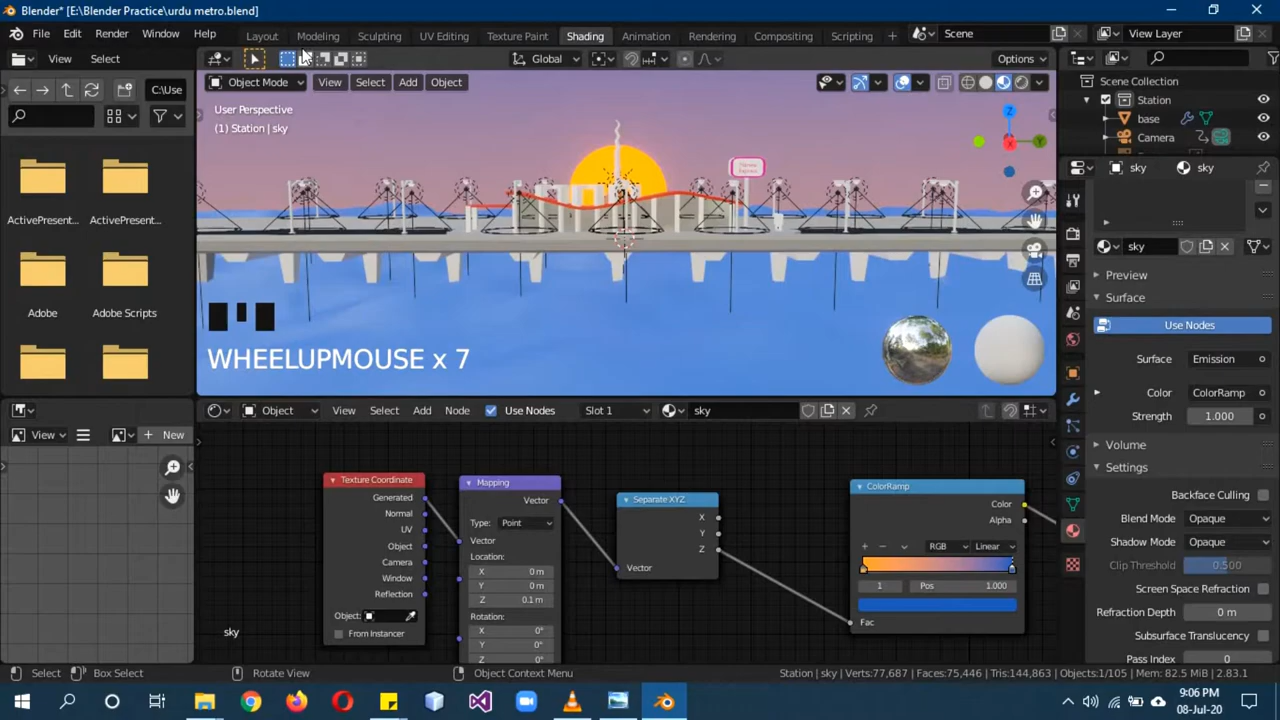 Blender* [E:\Blender Practice\urdu metro.blend]
File Edit Render Window Help Layout Modeling Sculpting UV Editing Texture Paint Shading Animation Rendering Compositing Scripting + Scene View Layer
View Select Global Options
C:\Use Object Mode View Select Add Object Scene Collection
User Perspective
(1) Station | sky
Z
Y
X
Station
base
Camera
sky sky
ActivePresent... ActivePresent...
sky
Preview
Surface
Use Nodes
Adobe Adobe Scripts
WHEELUPMOUSE x 7
Surface Emission
Color ColorRamp
Strength 1.000
Object View Select Add Node Use Nodes Slot 1 sky
View New
Volume
Settings
Texture Coordinate
Generated
Normal
UV
Object
Camera
Window
Reflection
Object:
From Instancer
Mapping
Vector
Type: Point
Vector
Location:
X 0 m
Y 0 m
Z 0.1 m
Rotation:
X 0°
Y 0°
Z 0°
Separate XYZ
X
Y
Z
Vector
ColorRamp
Color
Alpha
RGB Linear
1 Pos 1.000
Fac
Backface Culling
Blend Mode Opaque
Shadow Mode Opaque
Clip Threshold 0.500
Screen Space Refraction
Refraction Depth 0 m
Subsurface Translucency
Pass Index 0
sky
Select Box Select Rotate View Object Context Menu Station | sky | Verts:77,687 | Faces:75,446 | Tris:144,863 | Objects:1/105 | Mem: 82.5 MiB | 2.83.1
9:06 PM
08-Jul-20